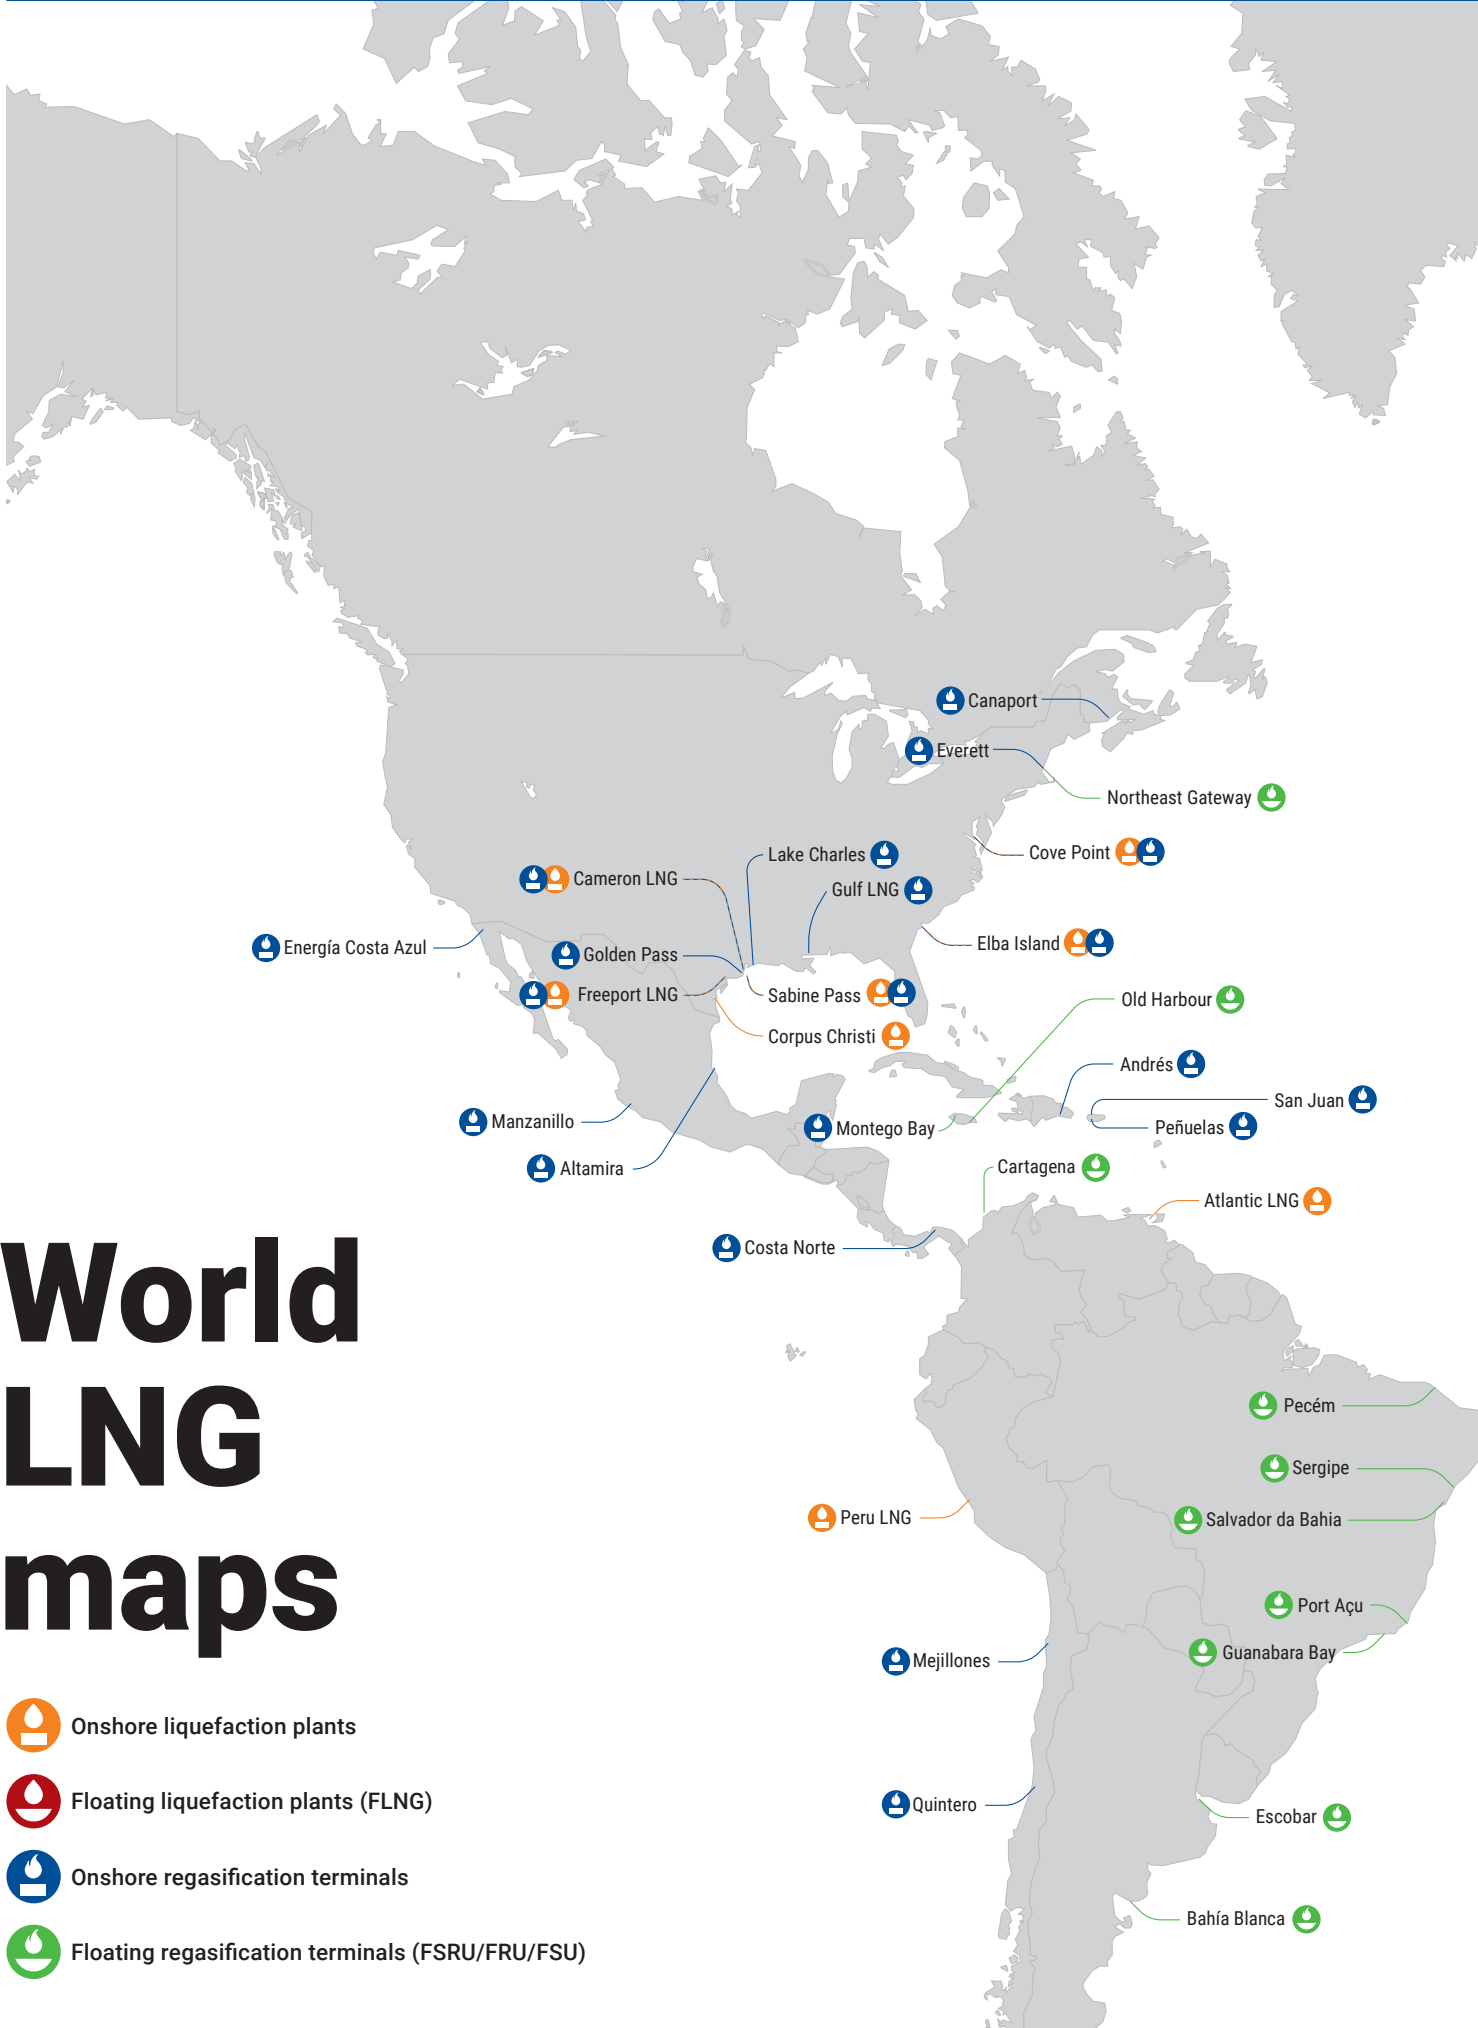 Canaport
Everett
Northeast Gateway
Lake Charles
Cove Point
Cameron LNG
Gulf LNG
Energía Costa Azul
Elba Island
Golden Pass
Freeport LNG
Sabine Pass
Old Harbour
Corpus Christi
Andrés
San Juan
Manzanillo
Montego Bay
Peñuelas
Altamira
Cartagena
Atlantic LNG
Costa Norte
World
LNG
maps
Pecém
Sergipe
Peru LNG
Salvador da Bahia
Port Açu
Guanabara Bay
Mejillones
Onshore liquefaction plants
Floating liquefaction plants (FLNG)
Quintero
Escobar
Onshore regasification terminals
Bahía Blanca
Floating regasification terminals (FSRU/FRU/FSU)